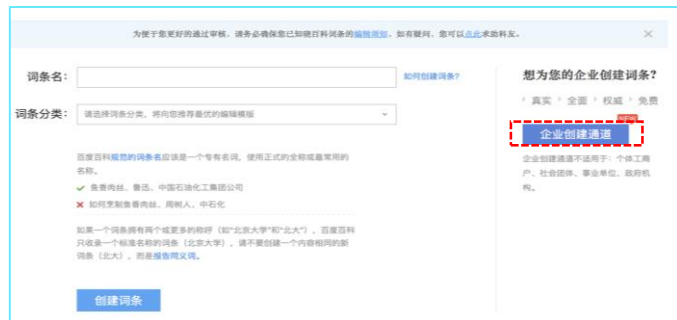 为便于您更好的通过审核，请务必确保您已知晓百科词条的编辑须知，如有疑问，您可以点此求助科友。
词条名：
如何创建词条?
词条分类：
请选择词条分类，将向您推荐最优的编辑模板
百度百科规范的词条名应该是一个专有名词，使用正式的全称或最常用的
名称。
鱼香肉丝、鲁迅、中国石油化工集团公司
如何烹制鱼香肉丝、周树人、中石化
如果一个词条拥有两个或更多的称呼（如"北京大学"和"北大"），百度百科
只收录一个标准名称的词条（北京大学），请不要创建一个内容相同的新
词条（北大），而是报告同义词。
创建词条
想为您的企业创建词条?
真实 全面 权威 免费
NEW
企业创建通道
企业创建通道不适用于：个体工商
户、社会团体、事业单位、政府机
构。